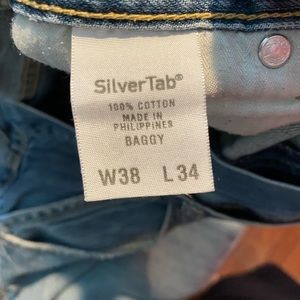 SilverTab®
100% COTTON
MADE IN
PHILIPPINES
BAGGY
W38 L34